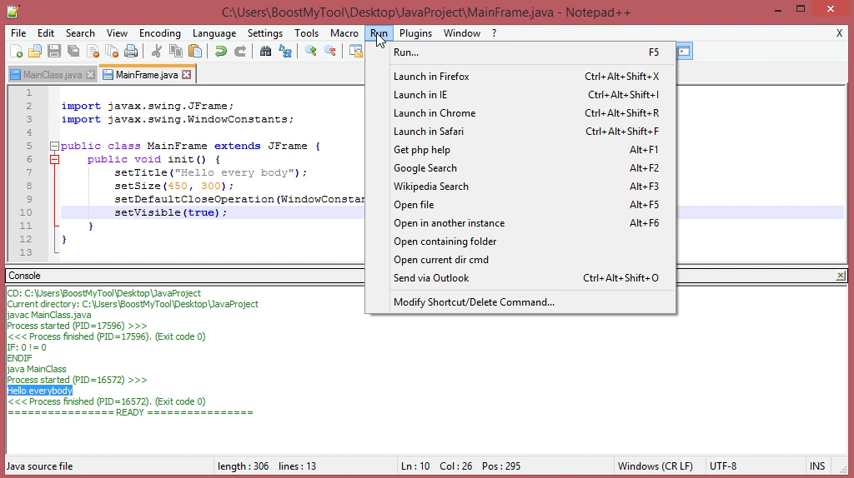 C:\Users\BoostMyTool\Desktop\JavaProject\MainFrame.java - Notepad++
File Edit Search View Encoding Language Settings Tools Macro Run Plugins Window ? X
MainClass.java MainFrame.java
Run... F5
Launch in Firefox Ctrl+Alt+Shift+X
Launch in IE Ctrl+Alt+Shift+I
Launch in Chrome Ctrl+Alt+Shift+R
Launch in Safari Ctrl+Alt+Shift+F
Get php help Alt+F1
Google Search Alt+F2
Wikipedia Search Alt+F3
Open file Alt+F5
Open in another instance Alt+F6
Open containing folder
Open current dir cmd
Send via Outlook Ctrl+Alt+Shift+O
Modify Shortcut/Delete Command...
1
2 import javax.swing.JFrame;
3 import javax.swing.WindowConstants;
4
5 public class MainFrame extends JFrame {
6 public void init() {
7 setTitle("Hello every body");
8 setSize(450, 300);
9 setDefaultCloseOperation(WindowConstan
10 setVisible(true);
11 }
12 }
13
Console
CD: C:\Users\BoostMyTool\Desktop\JavaProject
Current directory: C:\Users\BoostMyTool\Desktop\JavaProject
javac MainClass.java
Process started (PID=17596) >>>
<<< Process finished (PID=17596). (Exit code 0)
IF: 0 != 0
ENDIF
java MainClass
Process started (PID=16572) >>>
Hello everybody
<<< Process finished (PID=16572). (Exit code 0)
================ READY ================
Java source file length : 306 lines : 13 Ln : 10 Col : 26 Pos : 295 Windows (CR LF) UTF-8 INS